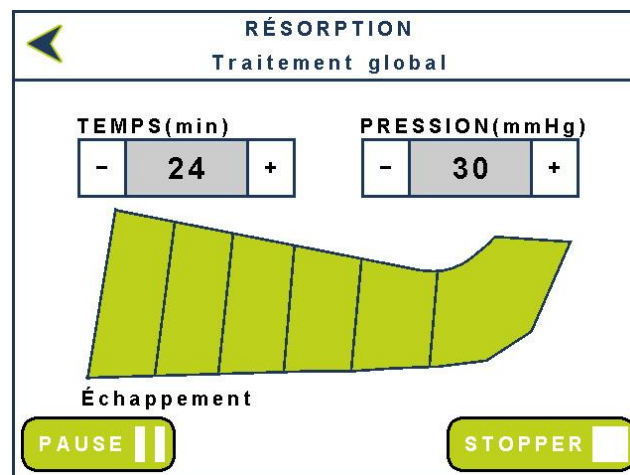 RÉSORPTION
Traitement global
TEMPS(min) PRESSION(mmHg)
- 24 + - 30 +
Échappement
PAUSE STOPPER